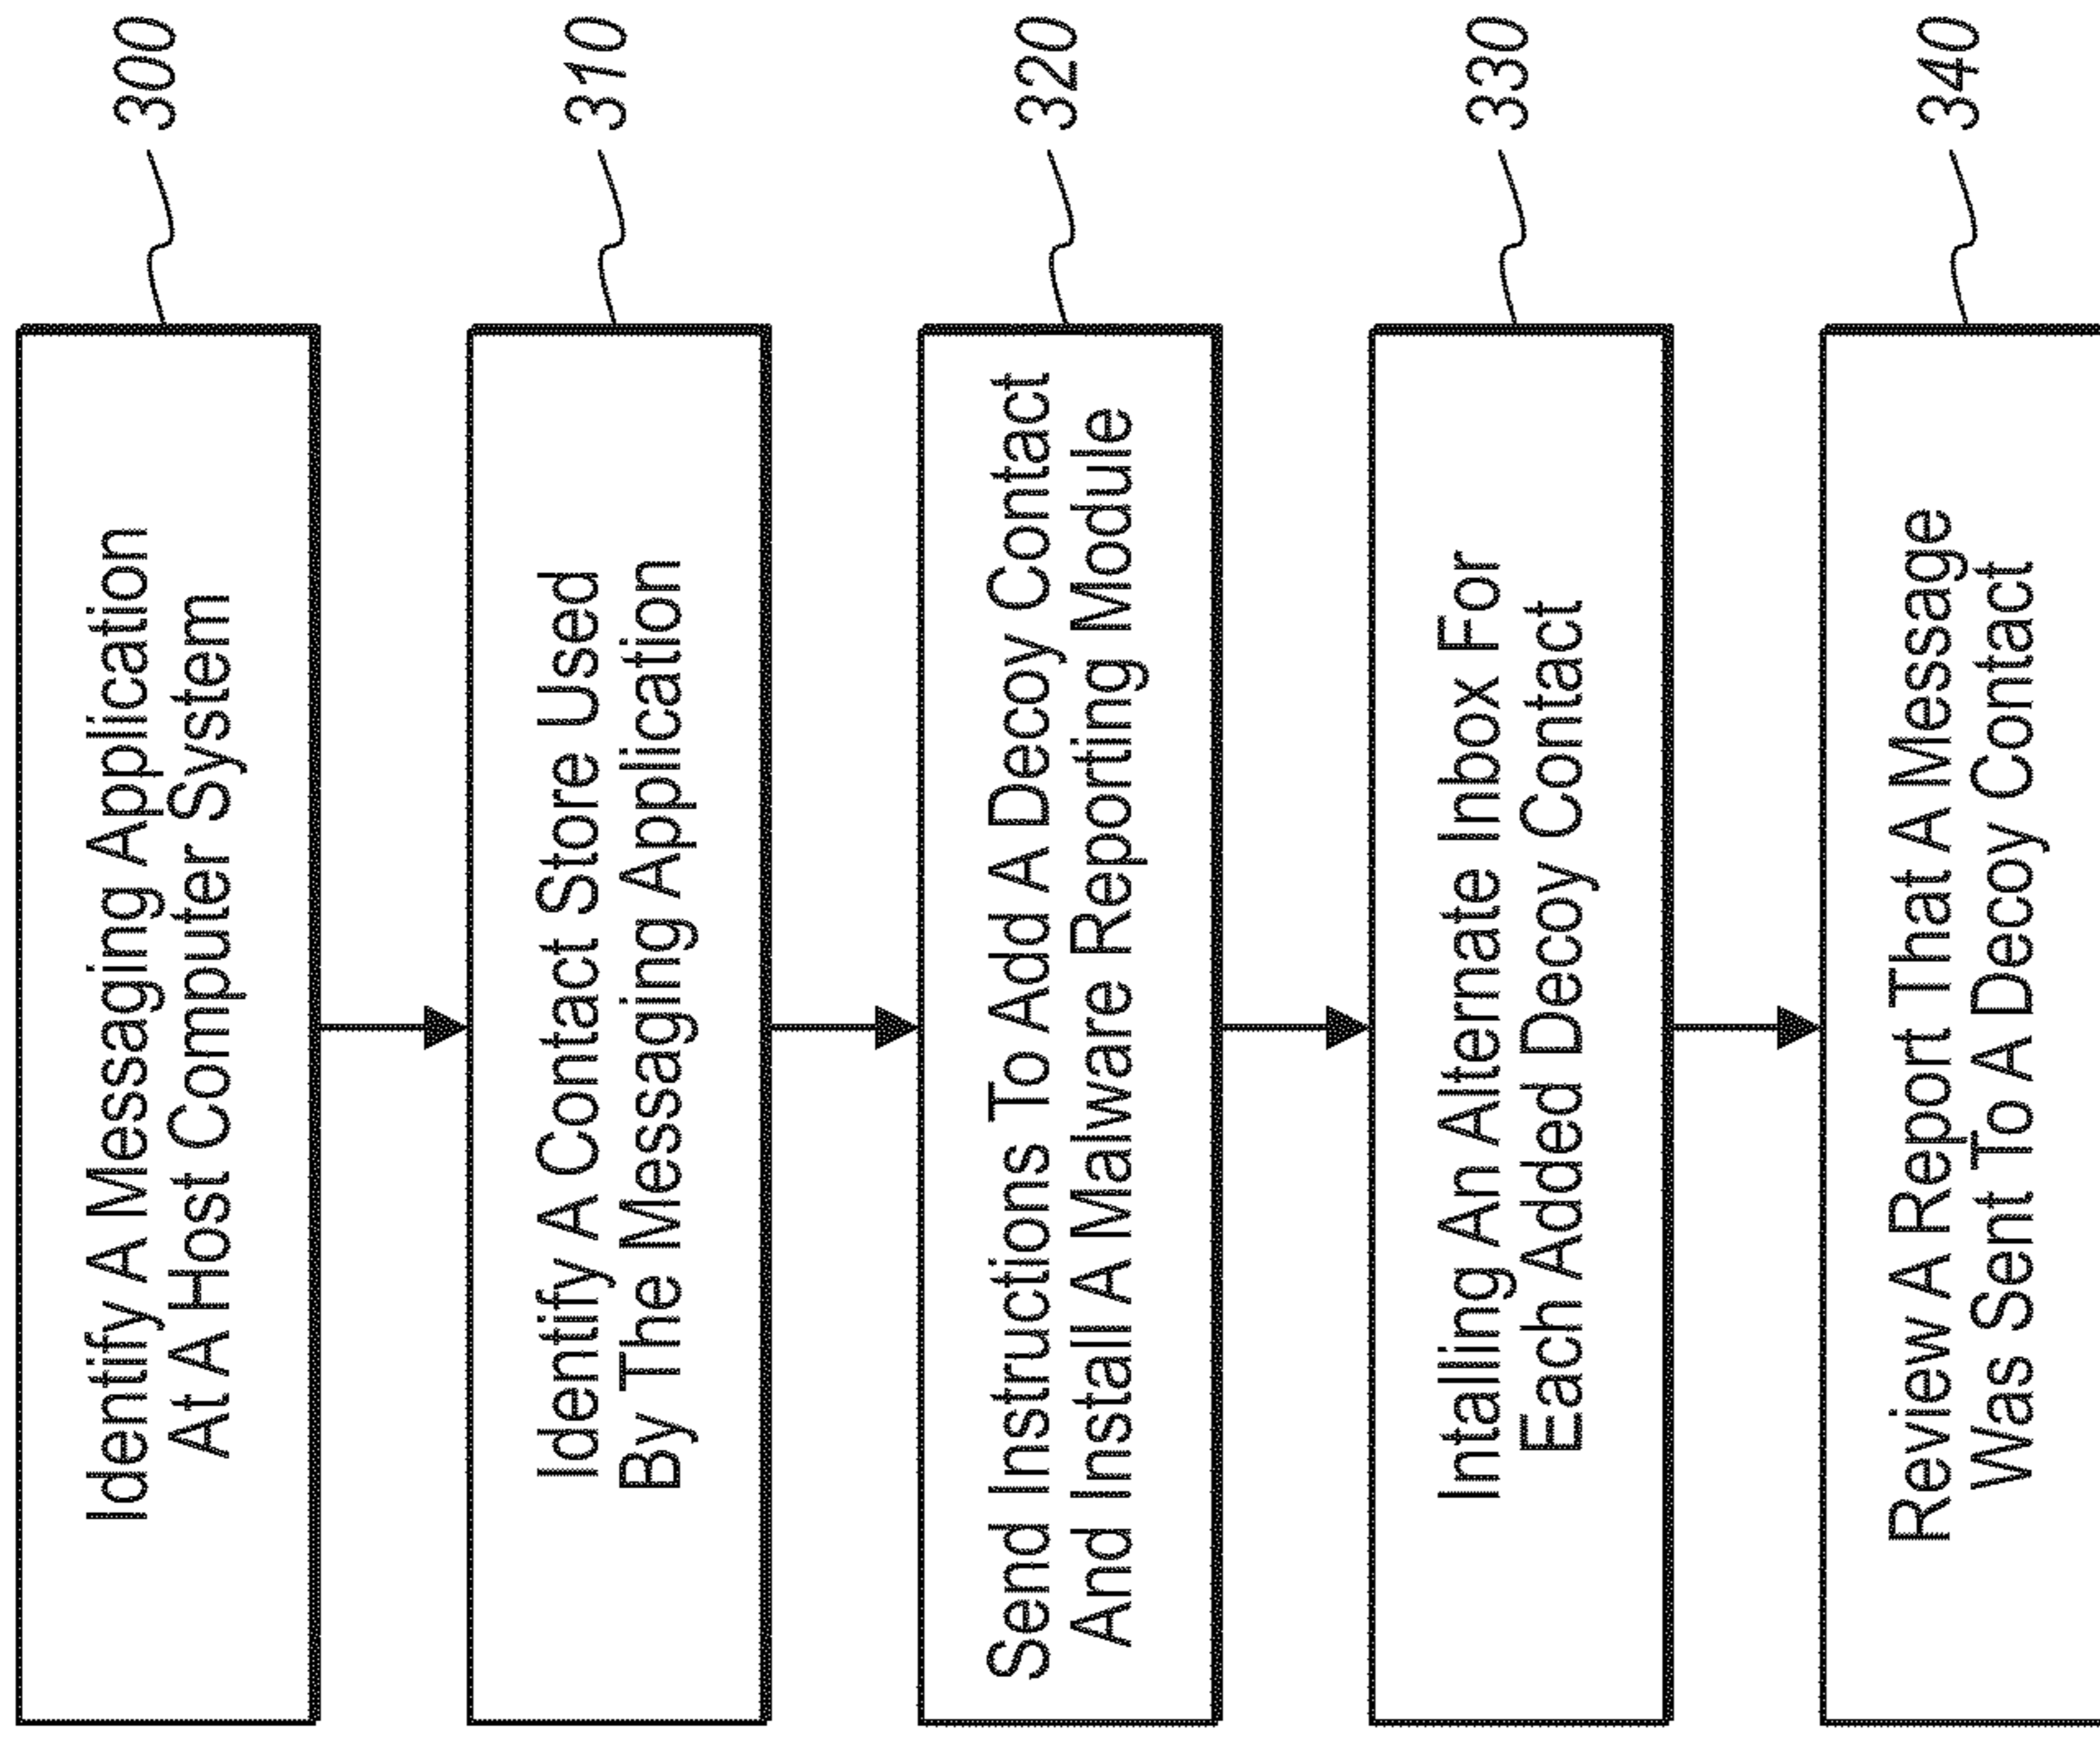 Identify A Messaging Application
At A Host Computer System
300
Identify A Contact Store Used
By The Messaging Application
310
Send Instructions To Add A Decoy Contact
And Install A Malware Reporting Module
320
Intalling An Alternate Inbox For
Each Added Decoy Contact
330
Review A Report That A Message
Was Sent To A Decoy Contact
340